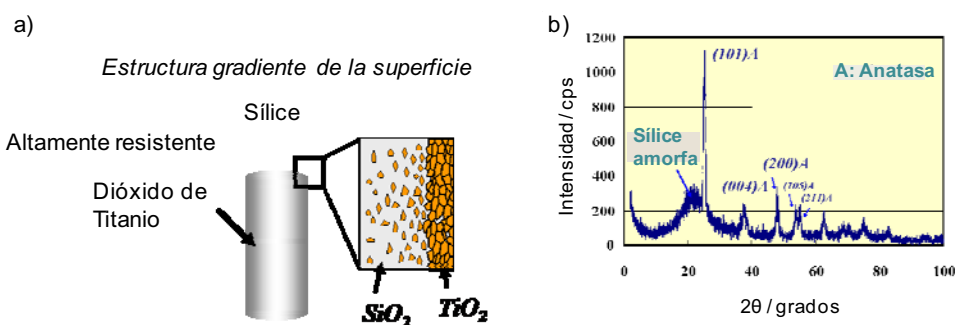 a)
Estructura gradiente de la superficie
Sílice
Altamente resistente
Dióxido de
Titanio
SiO₂
TiO₂
b)
Intensidad / cps
1200
1000
800
600
400
200
0
(101)A
A: Anatasa
Sílice
amorfa
(004)A
(200)A
(105)A
(211)A
0
20
40
60
80
100
2θ / grados